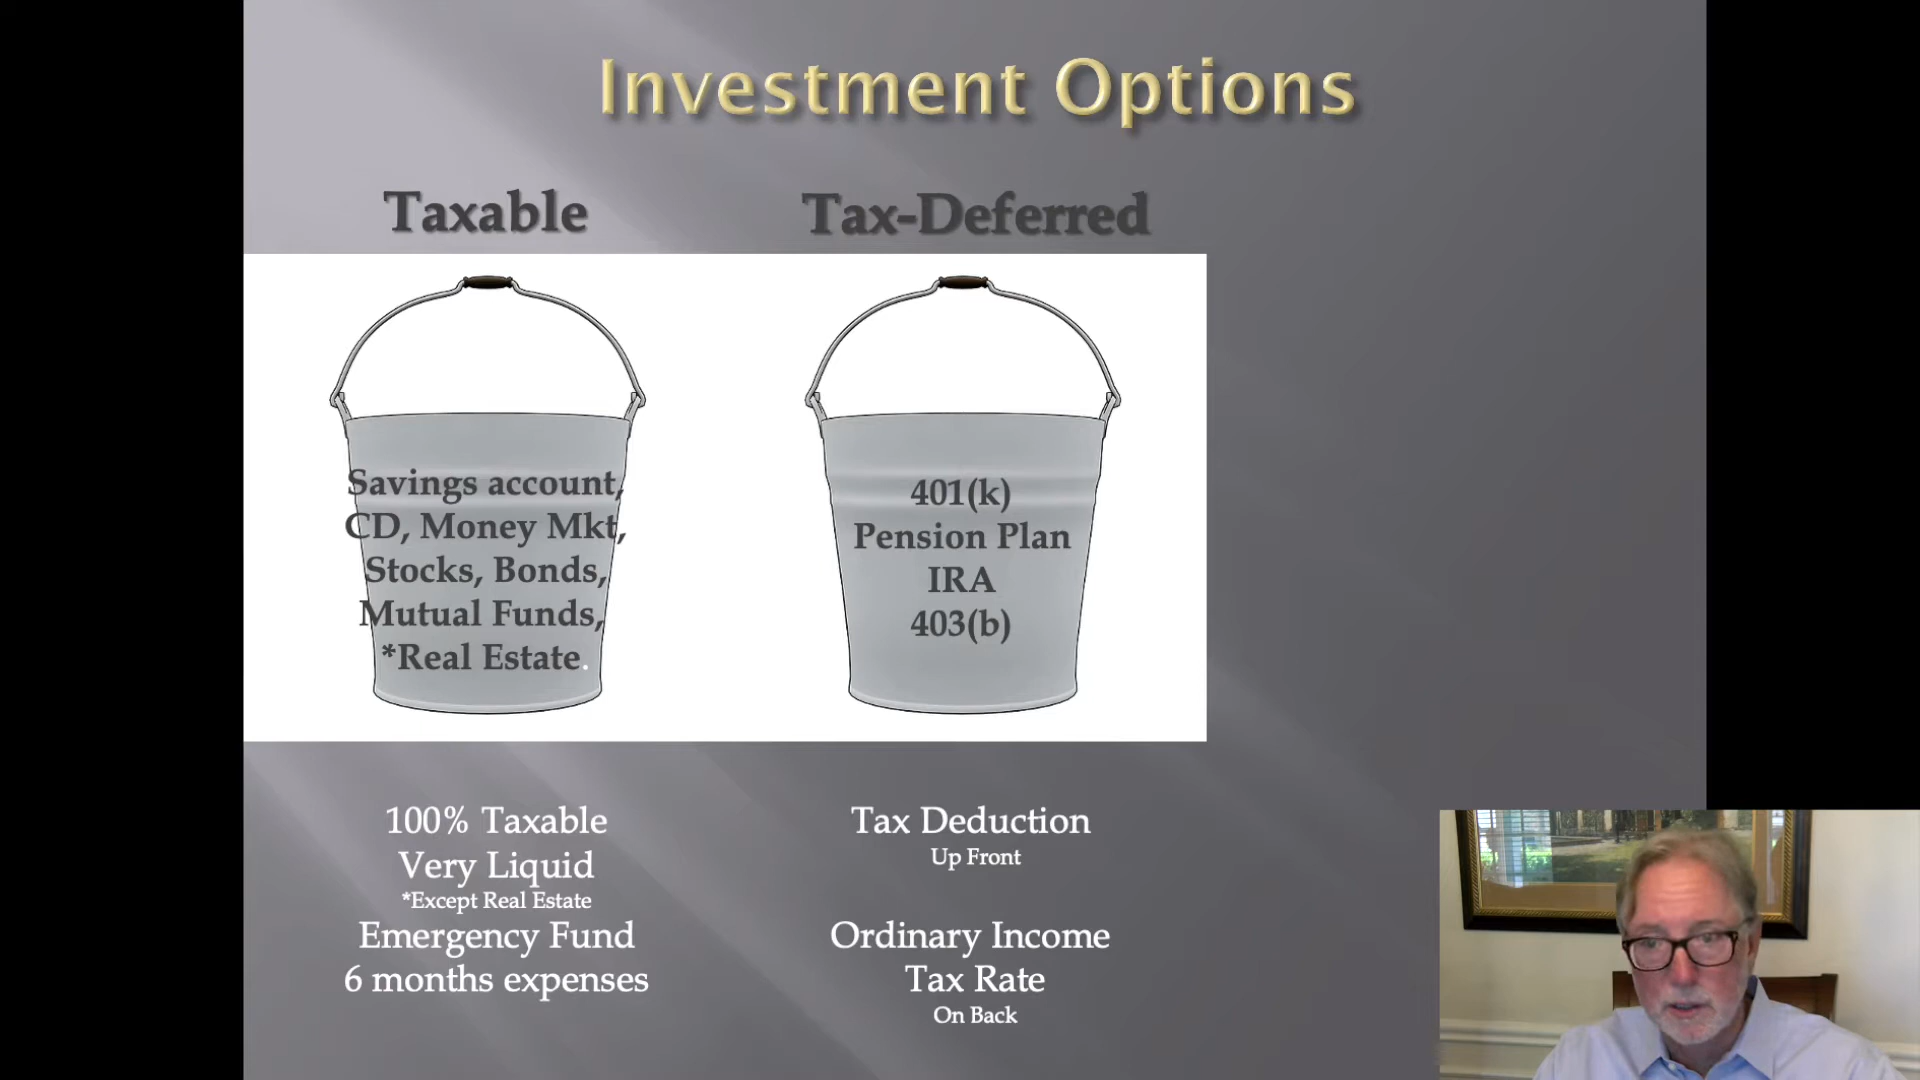 Investment Options
Taxable
Tax-Deferred
Savings account,
CD, Money Mkt,
Stocks, Bonds,
Mutual Funds,
*Real Estate.
401(k)
Pension Plan
IRA
403(b)
100% Taxable
Very Liquid
*Except Real Estate
Emergency Fund
6 months expenses
Tax Deduction
Up Front
Ordinary Income
Tax Rate
On Back